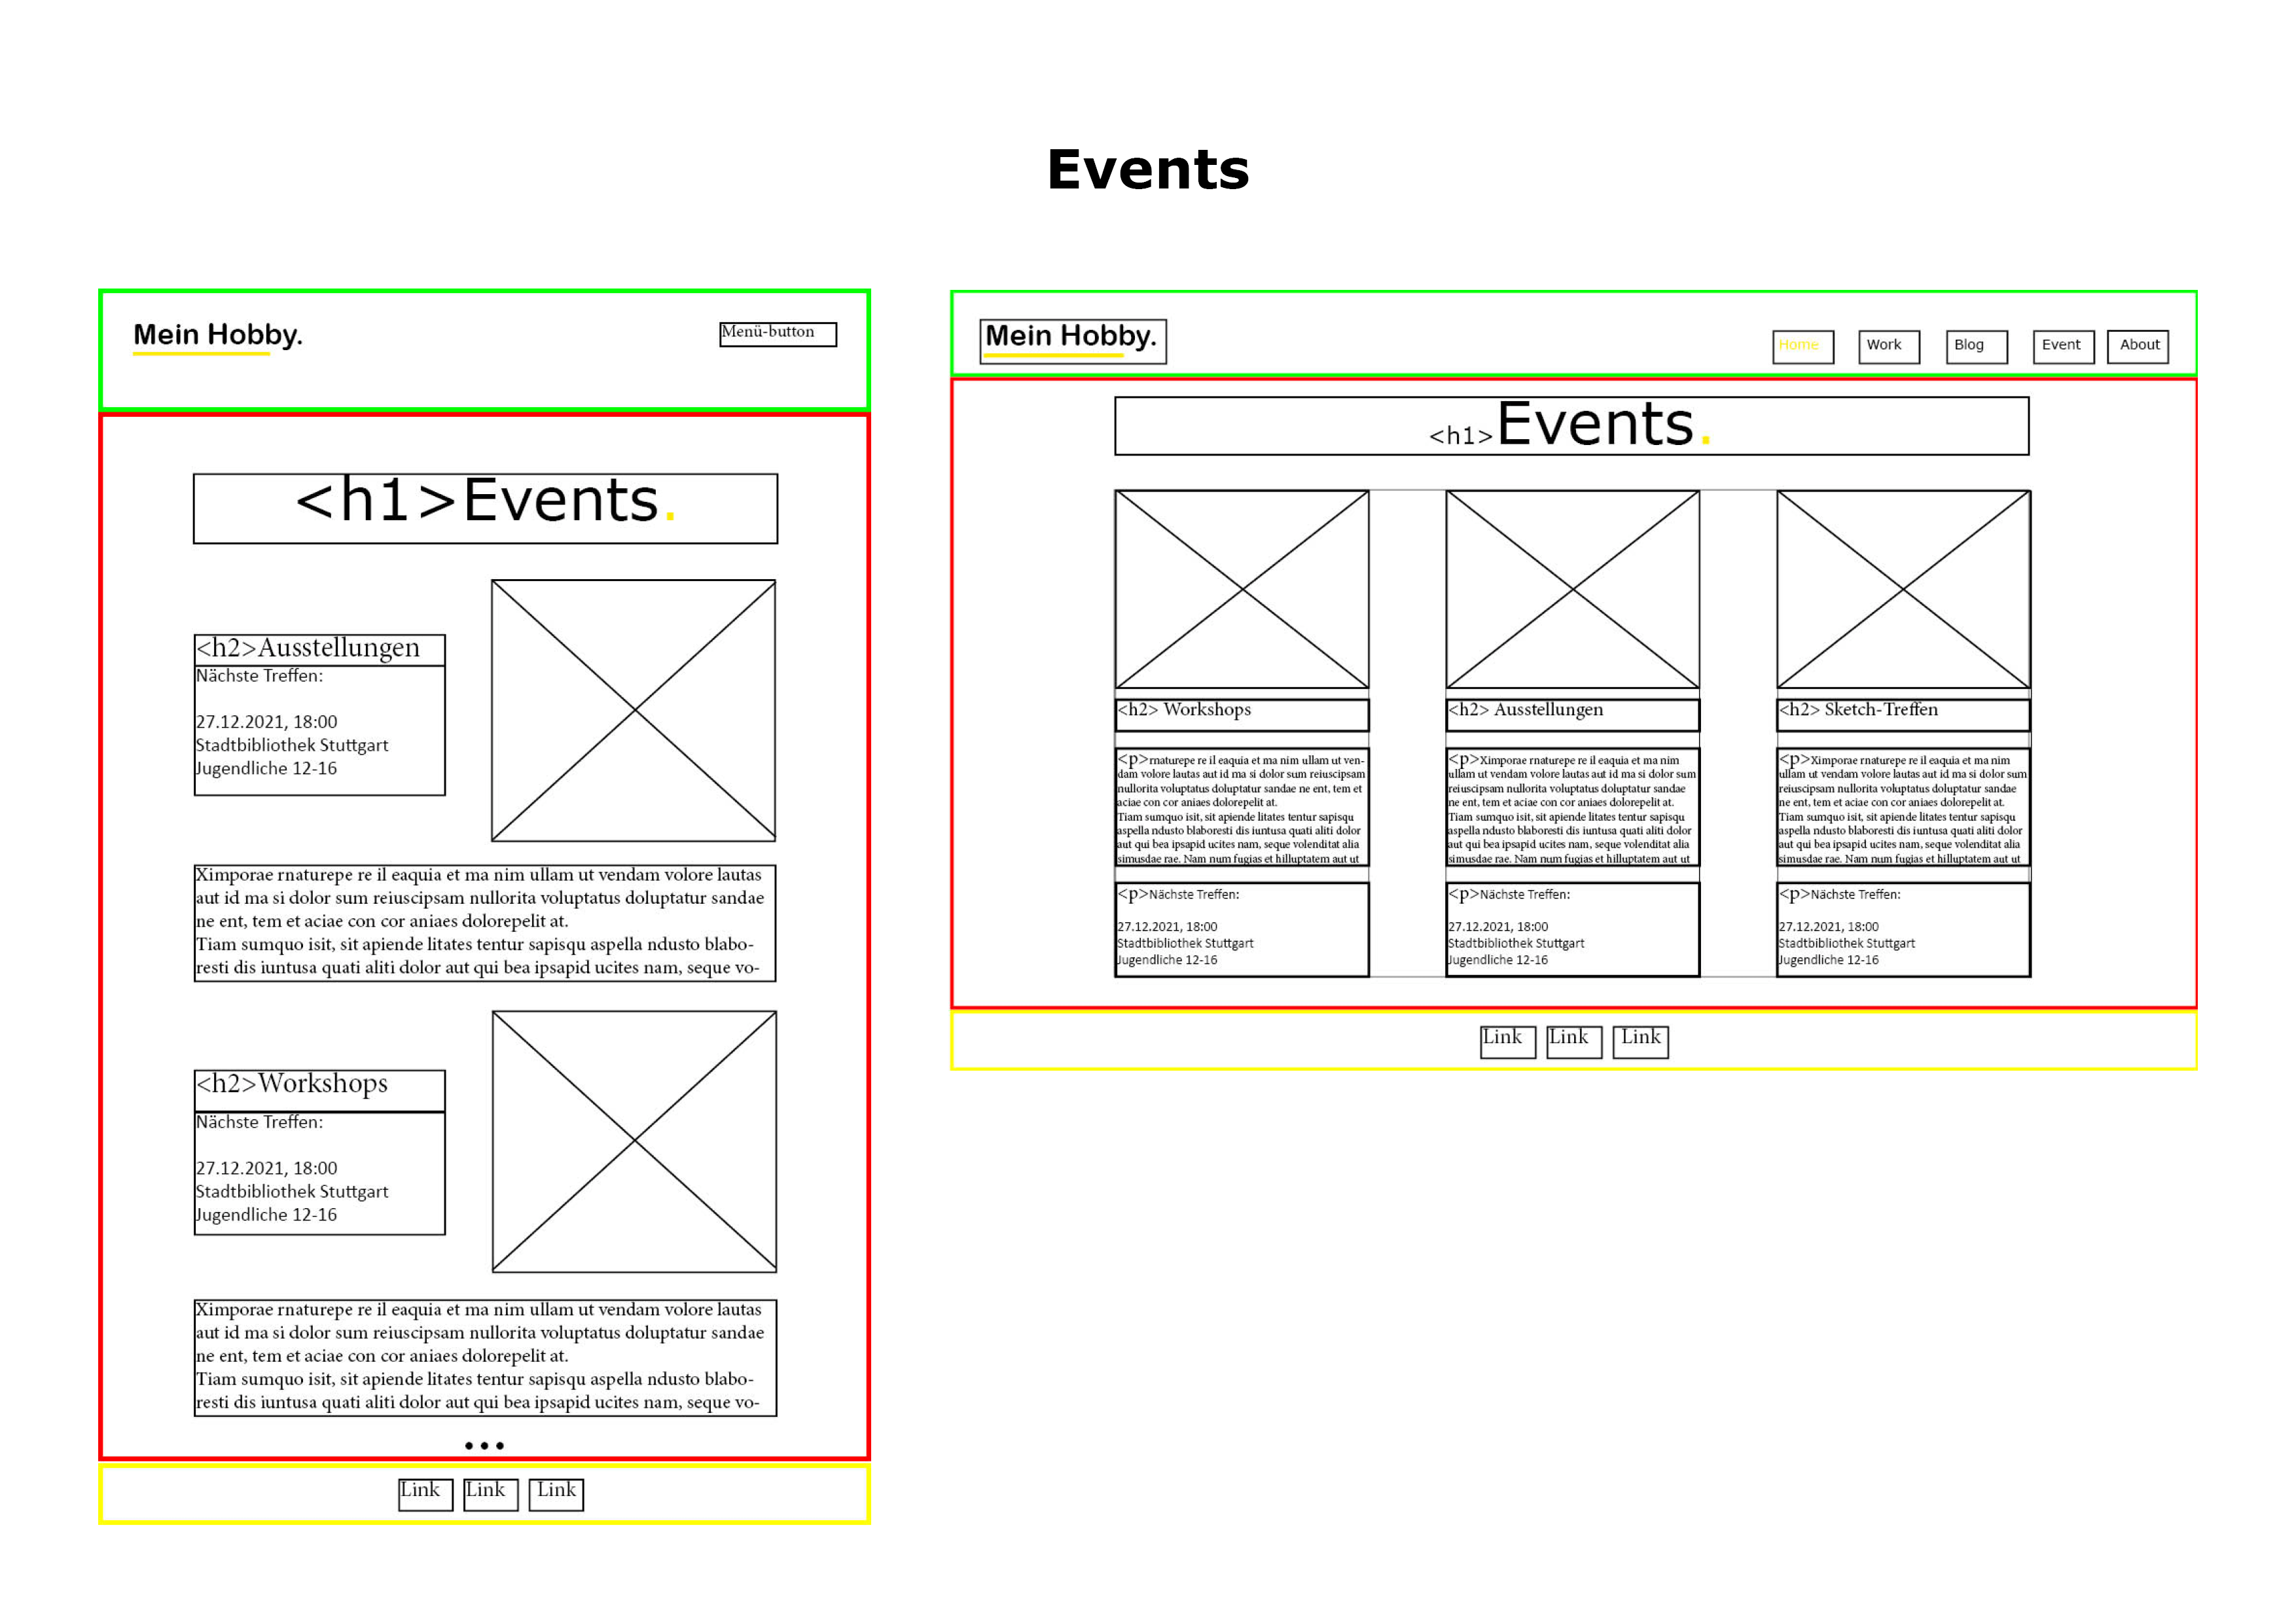 Events
Mein Hobby.
Menü-button
<h1>Events.
<h2>Ausstellungen
Nächste Treffen:
27.12.2021, 18:00
Stadtbibliothek Stuttgart
Jugendliche 12-16
Ximporae rnaturepe re il eaquia et ma nim ullam ut vendam volore lautas
aut id ma si dolor sum reiuscipsam nullorita voluptatus doluptatur sandae
ne ent, tem et aciae con cor aniaes dolorepelit at.
Tiam sumquo isit, sit apiende litates tentur sapisqu aspella ndusto blabo-
resti dis iuntusa quati aliti dolor aut qui bea ipsapid ucites nam, seque vo-
<h2>Workshops
Nächste Treffen:
27.12.2021, 18:00
Stadtbibliothek Stuttgart
Jugendliche 12-16
Ximporae rnaturepe re il eaquia et ma nim ullam ut vendam volore lautas
aut id ma si dolor sum reiuscipsam nullorita voluptatus doluptatur sandae
ne ent, tem et aciae con cor aniaes dolorepelit at.
Tiam sumquo isit, sit apiende litates tentur sapisqu aspella ndusto blabo-
resti dis iuntusa quati aliti dolor aut qui bea ipsapid ucites nam, seque vo-
...
Link Link Link
Mein Hobby.
Home Work Blog Event About
<h1>Events.
<h2> Workshops
<p>rnaturepe re il eaquia et ma nim ullam ut ven-
dam volore lautas aut id ma si dolor sum reiuscipsam
nullorita voluptatus doluptatur sandae ne ent, tem et
aciae con cor aniaes dolorepelit at.
Tiam sumquo isit, sit apiende litates tentur sapisqu
aspella ndusto blaboresti dis iuntusa quati aliti dolor
aut qui bea ipsapid ucites nam, seque volenditat alia
simusdae rae. Nam num fugias et hilluptatem aut ut
<p>Nächste Treffen:
27.12.2021, 18:00
Stadtbibliothek Stuttgart
Jugendliche 12-16
<h2> Ausstellungen
<p>Ximporae rnaturepe re il eaquia et ma nim
ullam ut vendam volore lautas aut id ma si dolor sum
reiuscipsam nullorita voluptatus doluptatur sandae
ne ent, tem et aciae con cor aniaes dolorepelit at.
Tiam sumquo isit, sit apiende litates tentur sapisqu
aspella ndusto blaboresti dis iuntusa quati aliti dolor
aut qui bea ipsapid ucites nam, seque volenditat alia
simusdae rae. Nam num fugias et hilluptatem aut ut
<p>Nächste Treffen:
27.12.2021, 18:00
Stadtbibliothek Stuttgart
Jugendliche 12-16
<h2> Sketch-Treffen
<p>Ximporae rnaturepe re il eaquia et ma nim
ullam ut vendam volore lautas aut id ma si dolor sum
reiuscipsam nullorita voluptatus doluptatur sandae
ne ent, tem et aciae con cor aniaes dolorepelit at.
Tiam sumquo isit, sit apiende litates tentur sapisqu
aspella ndusto blaboresti dis iuntusa quati aliti dolor
aut qui bea ipsapid ucites nam, seque volenditat alia
simusdae rae. Nam num fugias et hilluptatem aut ut
<p>Nächste Treffen:
27.12.2021, 18:00
Stadtbibliothek Stuttgart
Jugendliche 12-16
Link Link Link